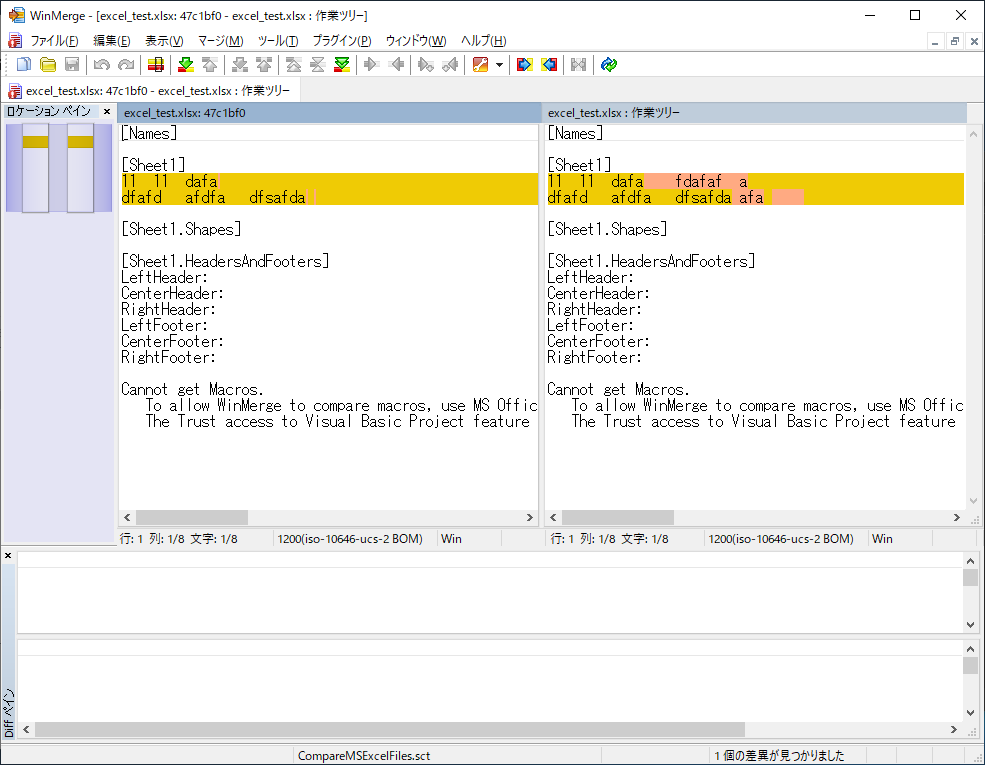 WinMerge - [excel_test.xlsx: 47c1bf0 - excel_test.xlsx : 作業ツリー]
ファイル(F) 編集(E) 表示(V) マージ(M) ツール(T) プラグイン(P) ウィンドウ(W) ヘルプ(H)
excel_test.xlsx: 47c1bf0 - excel_test.xlsx : 作業ツリー
ロケーション ペイン
excel_test.xlsx: 47c1bf0
[Names]
[Sheet1]
11 11 dafa
dfafd afdfa dfsafda
[Sheet1.Shapes]
[Sheet1.HeadersAndFooters]
LeftHeader:
CenterHeader:
RightHeader:
LeftFooter:
CenterFooter:
RightFooter:
Cannot get Macros.
To allow WinMerge to compare macros, use MS Offic
The Trust access to Visual Basic Project feature
行: 1 列: 1/8 文字: 1/8 1200(iso-10646-ucs-2 BOM) Win
excel_test.xlsx : 作業ツリー
[Names]
[Sheet1]
11 11 dafa fdafaf a
dfafd afdfa dfsafda afa
[Sheet1.Shapes]
[Sheet1.HeadersAndFooters]
LeftHeader:
CenterHeader:
RightHeader:
LeftFooter:
CenterFooter:
RightFooter:
Cannot get Macros.
To allow WinMerge to compare macros, use MS Offic
The Trust access to Visual Basic Project feature
行: 1 列: 1/8 文字: 1/8 1200(iso-10646-ucs-2 BOM) Win
Diff ペイン
CompareMSExcelFiles.sct 1 個の差異が見つかりました